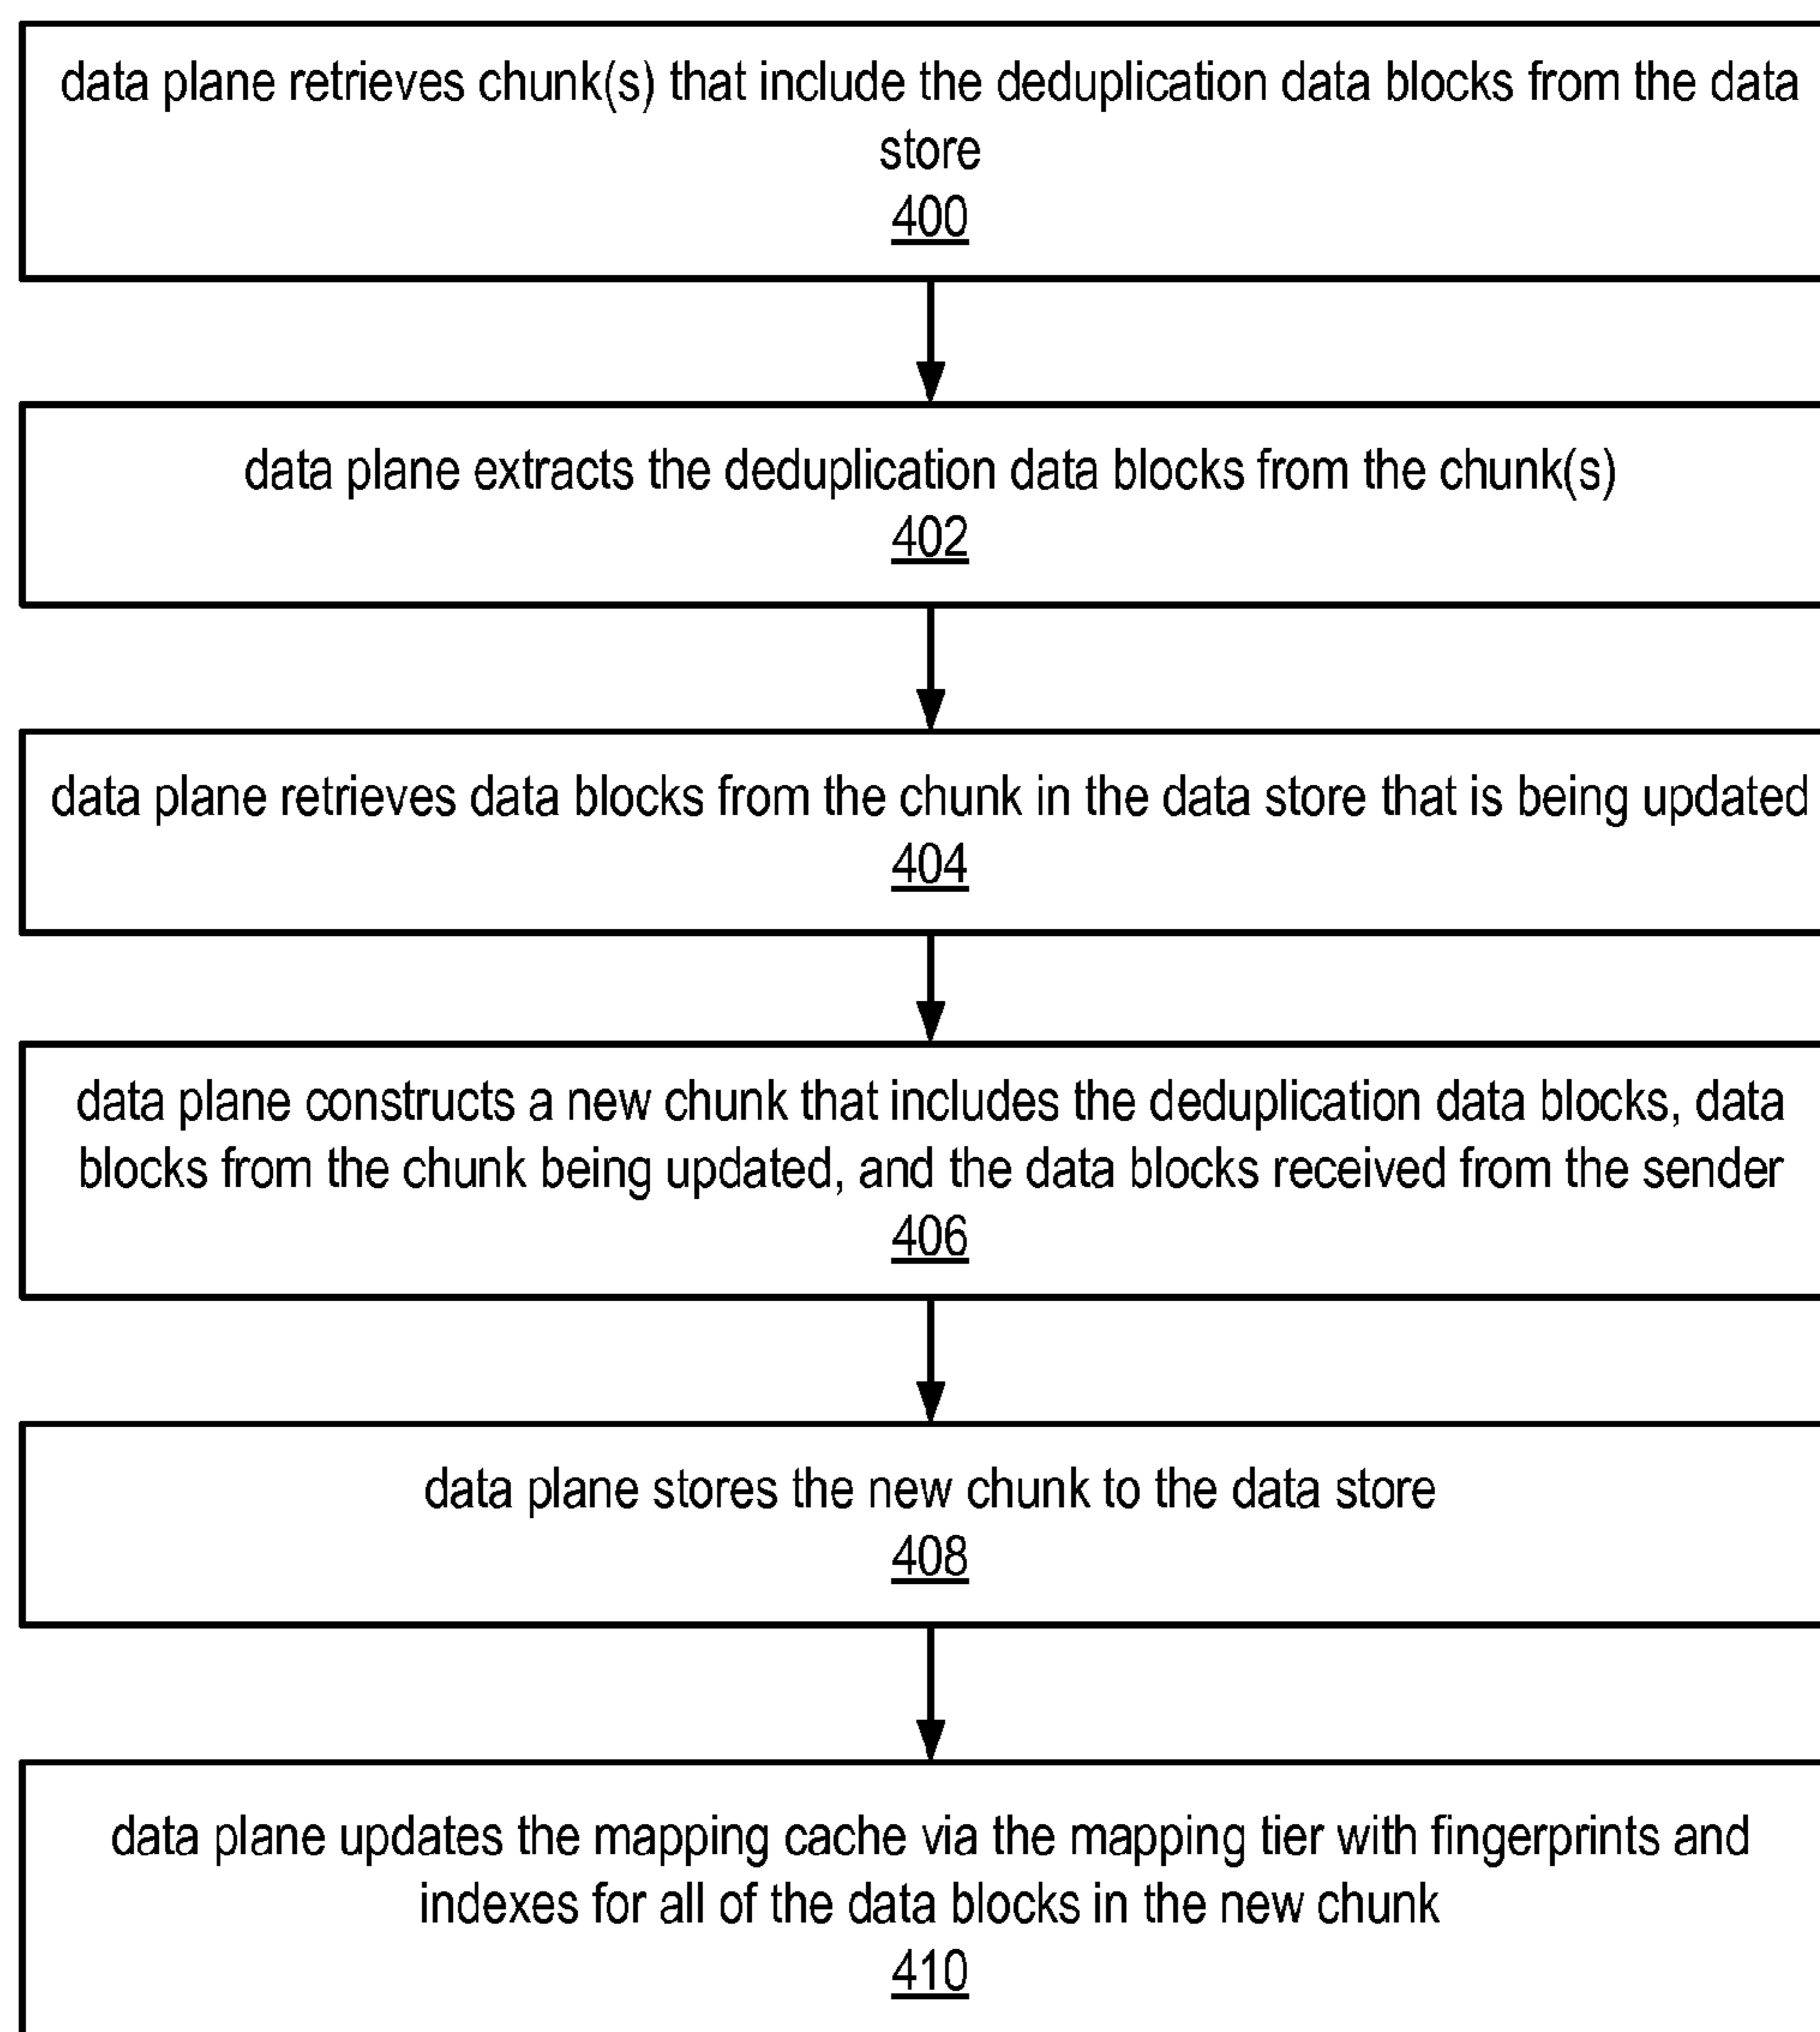 data plane retrieves chunk(s) that include the deduplication data blocks from the data
store
400
data plane extracts the deduplication data blocks from the chunk(s)
402
data plane retrieves data blocks from the chunk in the data store that is being updated
404
data plane constructs a new chunk that includes the deduplication data blocks, data
blocks from the chunk being updated, and the data blocks received from the sender
406
data plane stores the new chunk to the data store
408
data plane updates the mapping cache via the mapping tier with fingerprints and
indexes for all of the data blocks in the new chunk
410